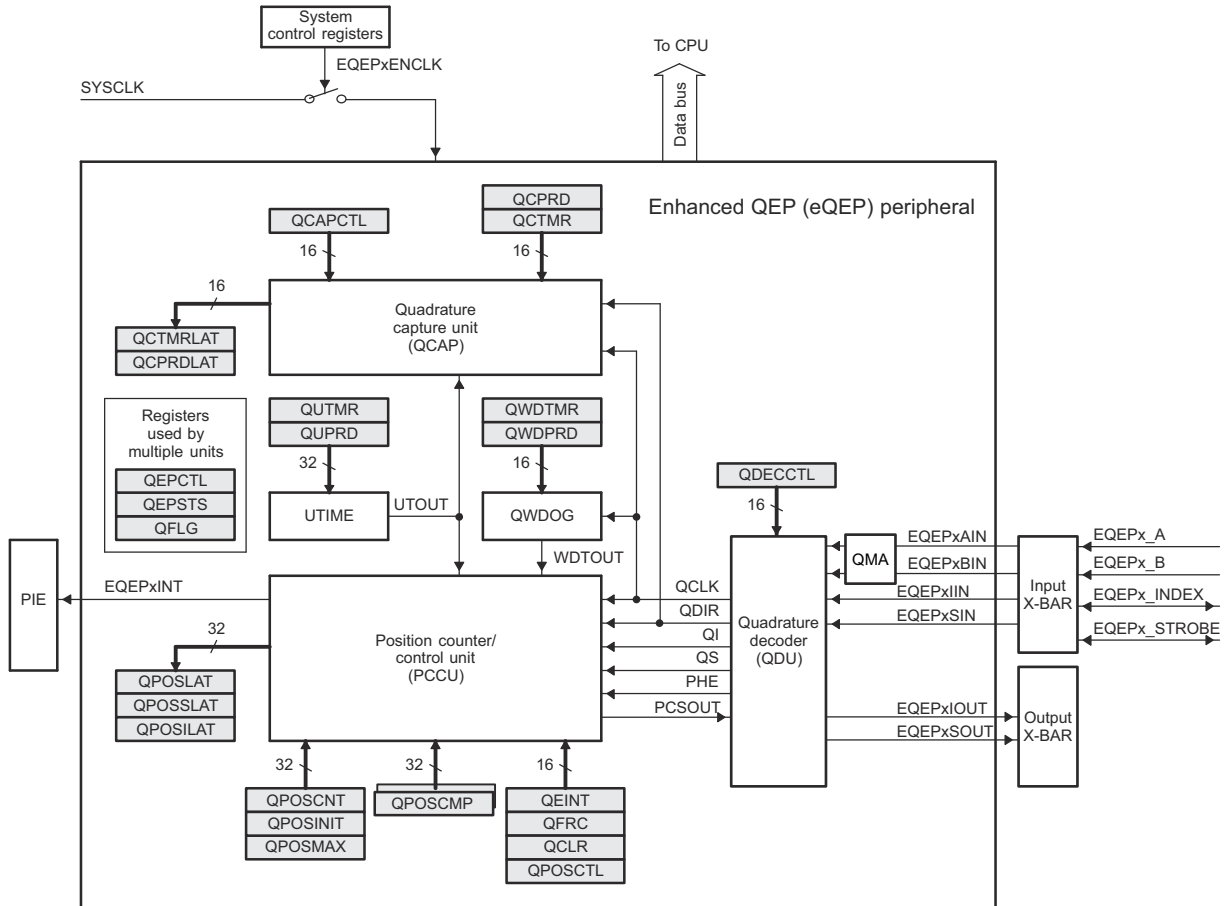 System
control registers
To CPU
EQEPxENCLK
SYSCLK
Data bus
Enhanced QEP (eQEP) peripheral
QCAPCTL
QCPRD
QCTMR
16
16
16
Quadrature
capture unit
(QCAP)
QCTMRLAT
QCPRDLAT
Registers
used by
multiple units
QEPCTL
QEPSTS
QFLG
QUTMR
QUPRD
QWDTMR
QWDPRD
32
16
UTIME
UTOUT
QWDOG
WDTOUT
QDECCTL
16
EQEPxAIN
EQEPxBIN
EQEPxIIN
EQEPxSIN
QMA
Input
X-BAR
EQEPx_A
EQEPx_B
EQEPx_INDEX
EQEPx_STROBE
PIE
EQEPxINT
Position counter/
control unit
(PCCU)
QCLK
QDIR
QI
QS
PHE
PCSOUT
Quadrature
decoder
(QDU)
32
QPOSLAT
QPOSSLAT
QPOSILAT
EQEPxIOUT
EQEPxSOUT
Output
X-BAR
32
32
16
QPOSCNT
QPOSINIT
QPOSMAX
QPOSCMP
QEINT
QFRC
QCLR
QPOSCTL